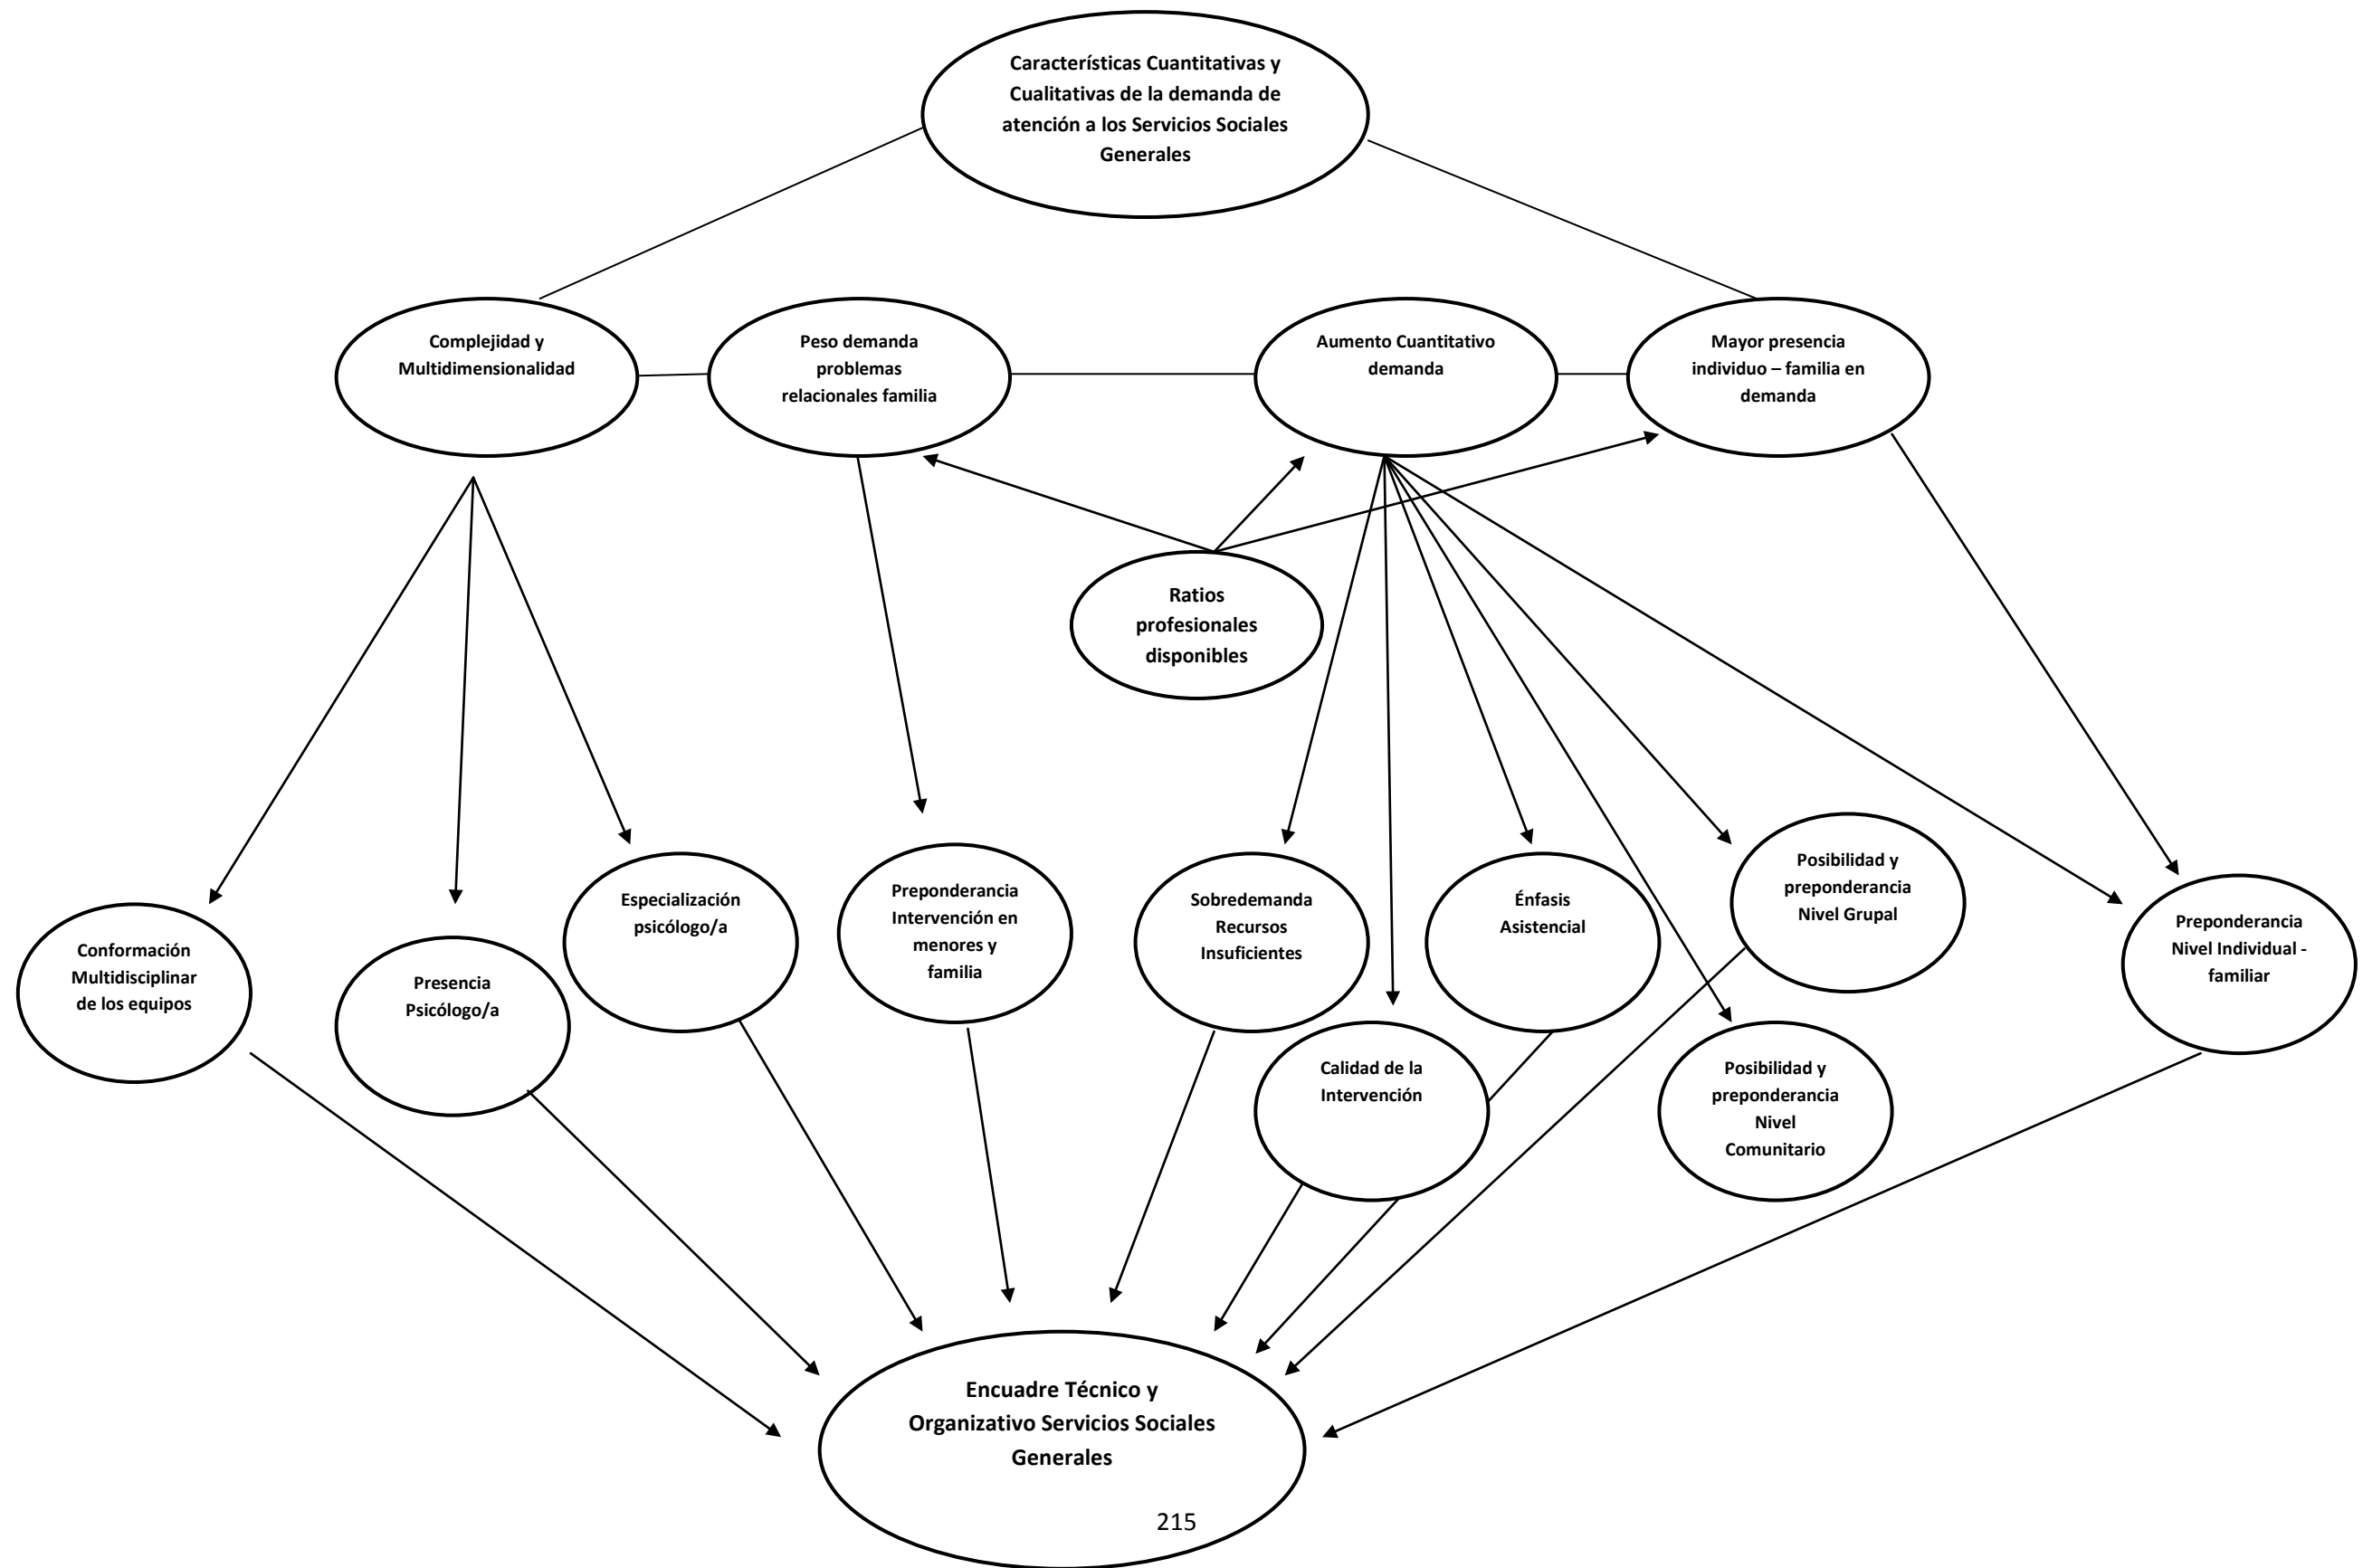 Características Cuantitativas y
Cualitativas de la demanda de
atención a los Servicios Sociales
Generales
Complejidad y
Multidimensionalidad
Peso demanda
problemas
relacionales familia
Aumento Cuantitativo
demanda
Mayor presencia
individuo – familia en
demanda
Ratios
profesionales
disponibles
Conformación
Multidisciplinar
de los equipos
Presencia
Psicólogo/a
Especialización
psicólogo/a
Preponderancia
Intervención en
menores y
familia
Sobredemanda
Recursos
Insuficientes
Calidad de la
Intervención
Énfasis
Asistencial
Posibilidad y
preponderancia
Nivel Grupal
Posibilidad y
preponderancia
Nivel
Comunitario
Preponderancia
Nivel Individual -
familiar
Encuadre Técnico y
Organizativo Servicios Sociales
Generales
215